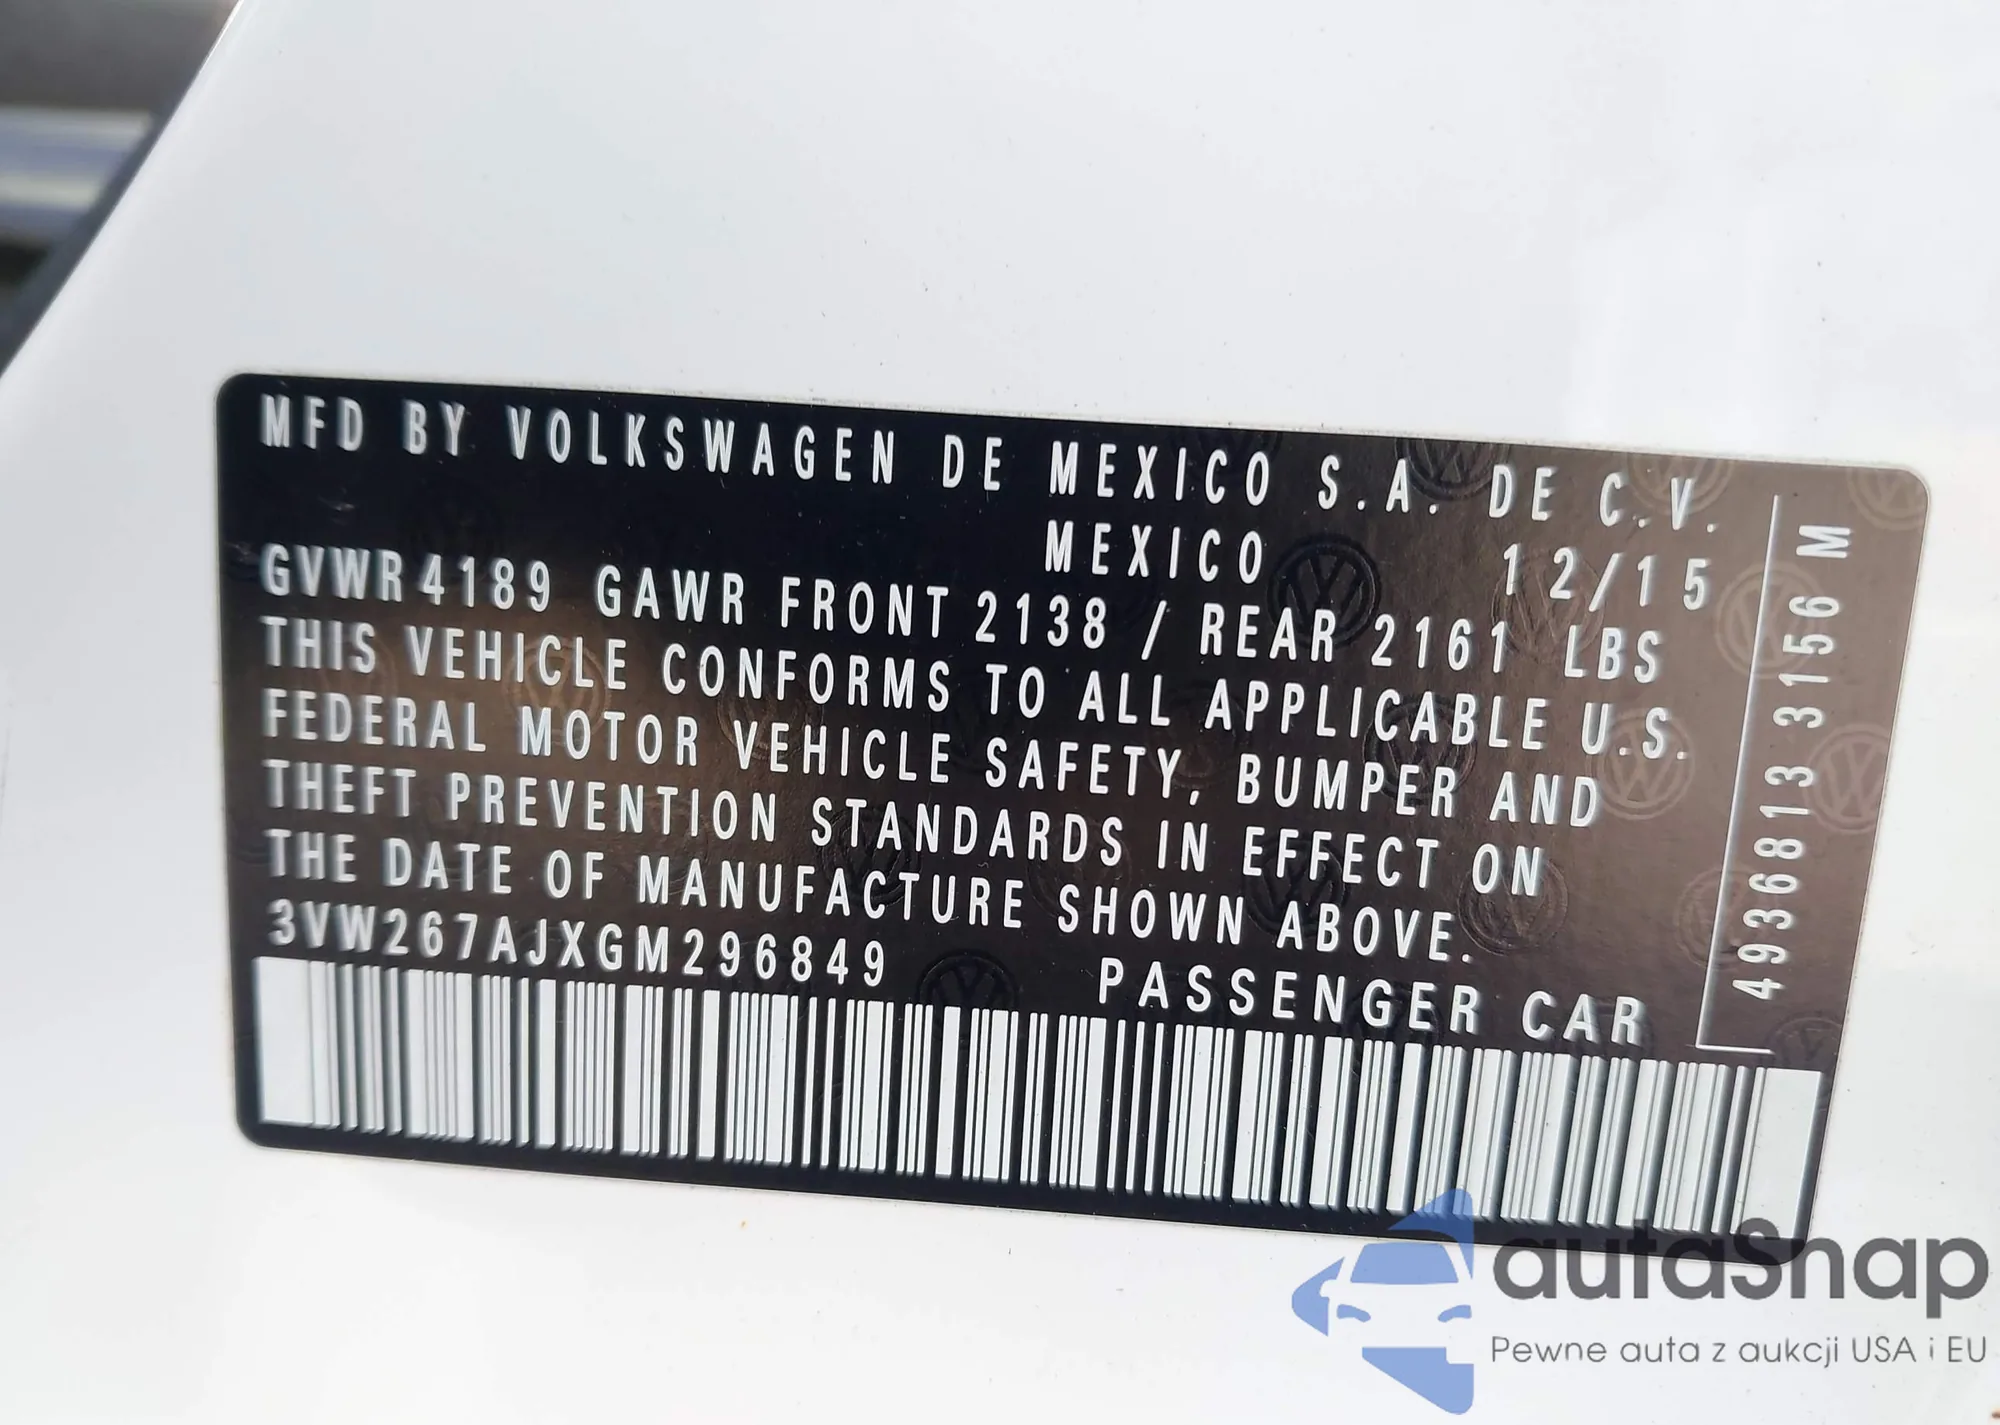 MFD BY VOLKSWAGEN DE MEXICO S.A. DE C.V.
MEXICO 12/15
GVWR 4189 GAWR FRONT 2138 / REAR 2161 LBS
THIS VEHICLE CONFORMS TO ALL APPLICABLE U.S.
FEDERAL MOTOR VEHICLE SAFETY, BUMPER AND
THEFT PREVENTION STANDARDS IN EFFECT ON
THE DATE OF MANUFACTURE SHOWN ABOVE.
3VW267AJXGM296849
PASSENGER CAR
4936813 3156 M
autaSnap
Pewne auta z aukcji USA i EU